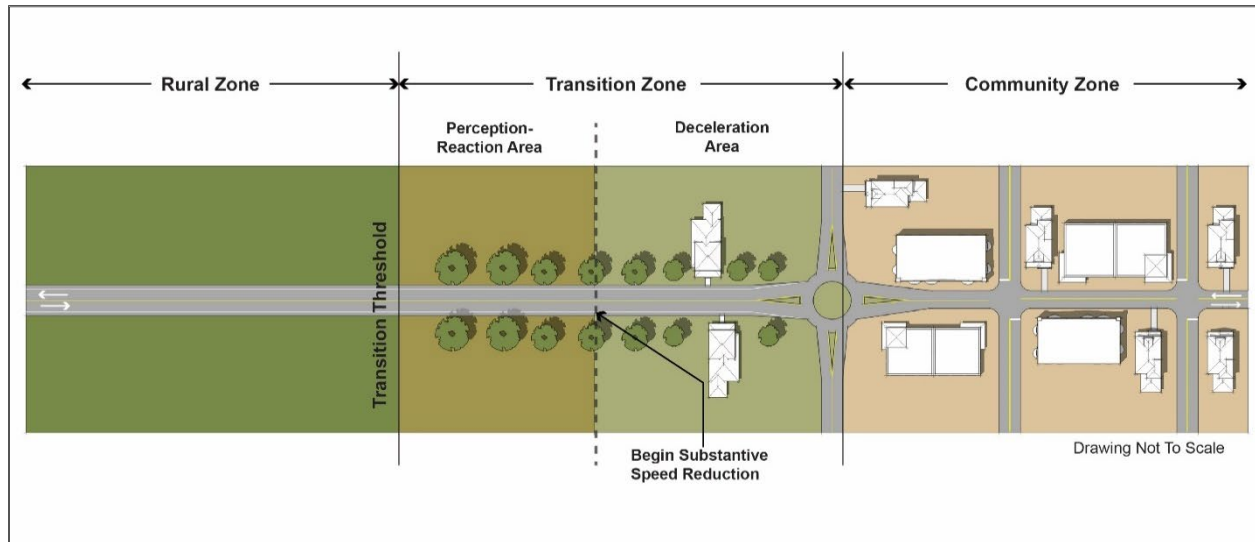 Rural Zone
Transition Zone
Community Zone
Perception-
Reaction Area
Deceleration
Area
Transition Threshold
Begin Substantive
Speed Reduction
Drawing Not To Scale